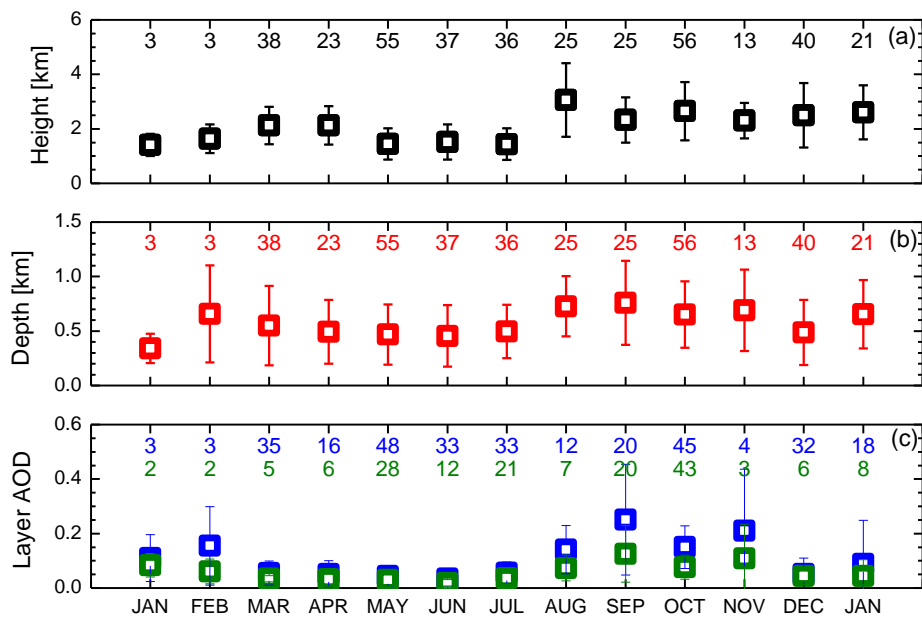 3 3 38 23 55 37 36 25 25 56 13 40 21 (a)
6
4
2
0
Height [km]
3 3 38 23 55 37 36 25 25 56 13 40 21 (b)
1.5
1.0
0.5
0.0
Depth [km]
3 3 35 16 48 33 33 12 20 45 4 32 18 (c)
2 2 5 6 28 12 21 7 20 43 3 6 8
0.6
0.4
0.2
0.0
Layer AOD
JAN FEB MAR APR MAY JUN JUL AUG SEP OCT NOV DEC JAN